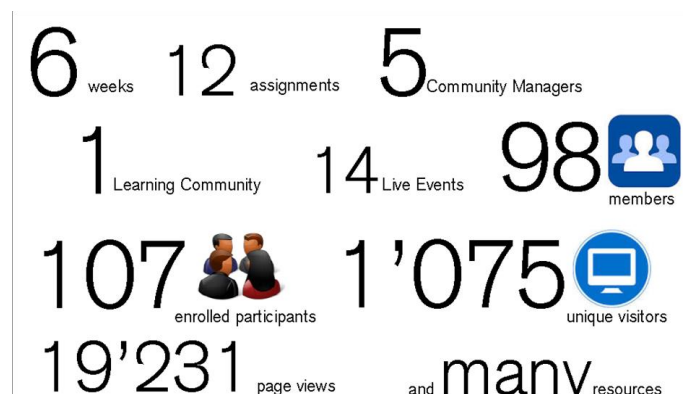 6 weeks 12 assignments 5 Community Managers
1 Learning Community 14 Live Events 98 members
107 enrolled participants 1’075 unique visitors
19’231 page views and many resources